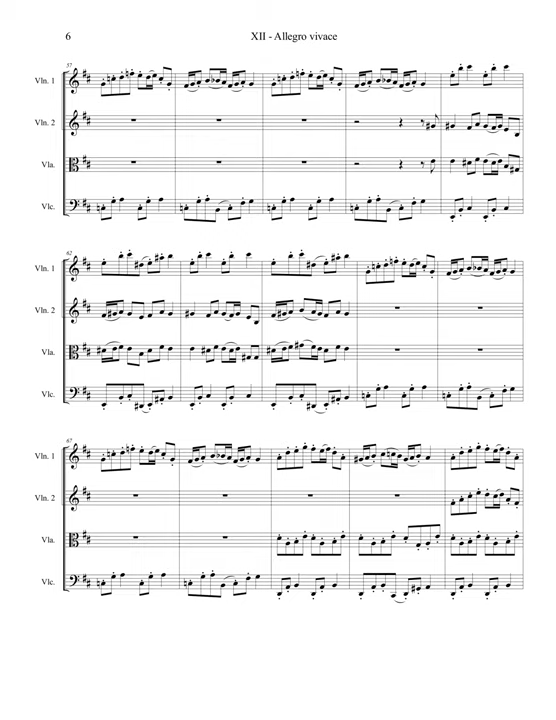 6
XII - Allegro vivace
57
Vln. 1
Vln. 2
Vla.
Vlc.
62
Vln. 1
Vln. 2
Vla.
Vlc.
67
Vln. 1
Vln. 2
Vla.
Vlc.